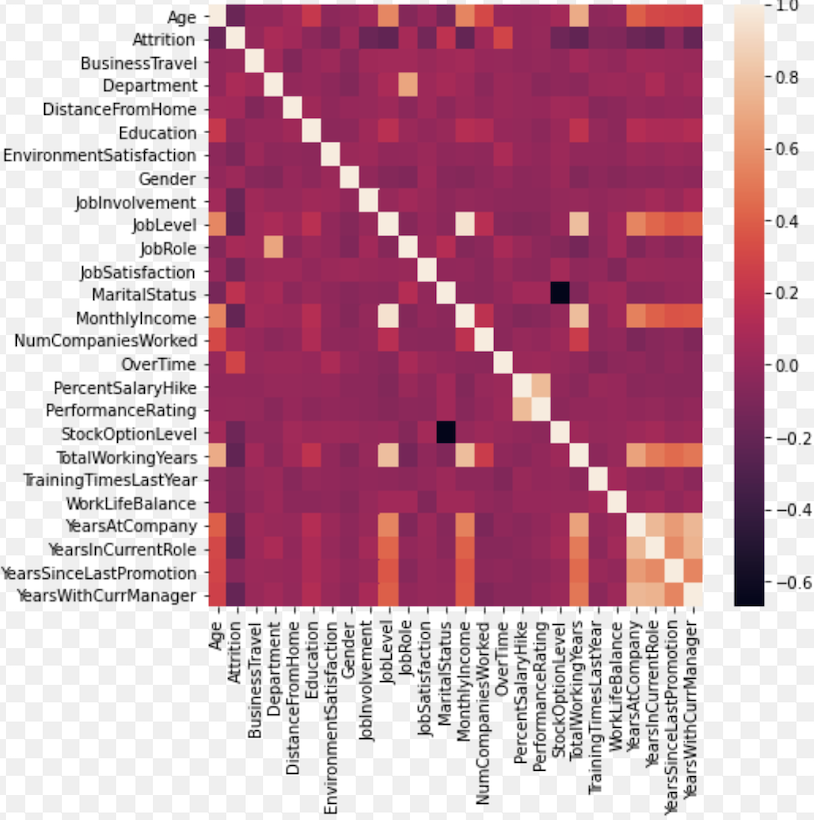 Age
Attrition
BusinessTravel
Department
DistanceFromHome
Education
EnvironmentSatisfaction
Gender
JobInvolvement
JobLevel
JobRole
JobSatisfaction
MaritalStatus
MonthlyIncome
NumCompaniesWorked
OverTime
PercentSalaryHike
PerformanceRating
StockOptionLevel
TotalWorkingYears
TrainingTimesLastYear
WorkLifeBalance
YearsAtCompany
YearsInCurrentRole
YearsSinceLastPromotion
YearsWithCurrManager
Age
Attrition
BusinessTravel
Department
DistanceFromHome
Education
EnvironmentSatisfaction
Gender
JobInvolvement
JobLevel
JobRole
JobSatisfaction
MaritalStatus
MonthlyIncome
NumCompaniesWorked
OverTime
PercentSalaryHike
PerformanceRating
StockOptionLevel
TotalWorkingYears
TrainingTimesLastYear
WorkLifeBalance
YearsAtCompany
YearsInCurrentRole
YearsSinceLastPromotion
YearsWithCurrManager
1.0
0.8
0.6
0.4
0.2
0.0
−0.2
−0.4
−0.6